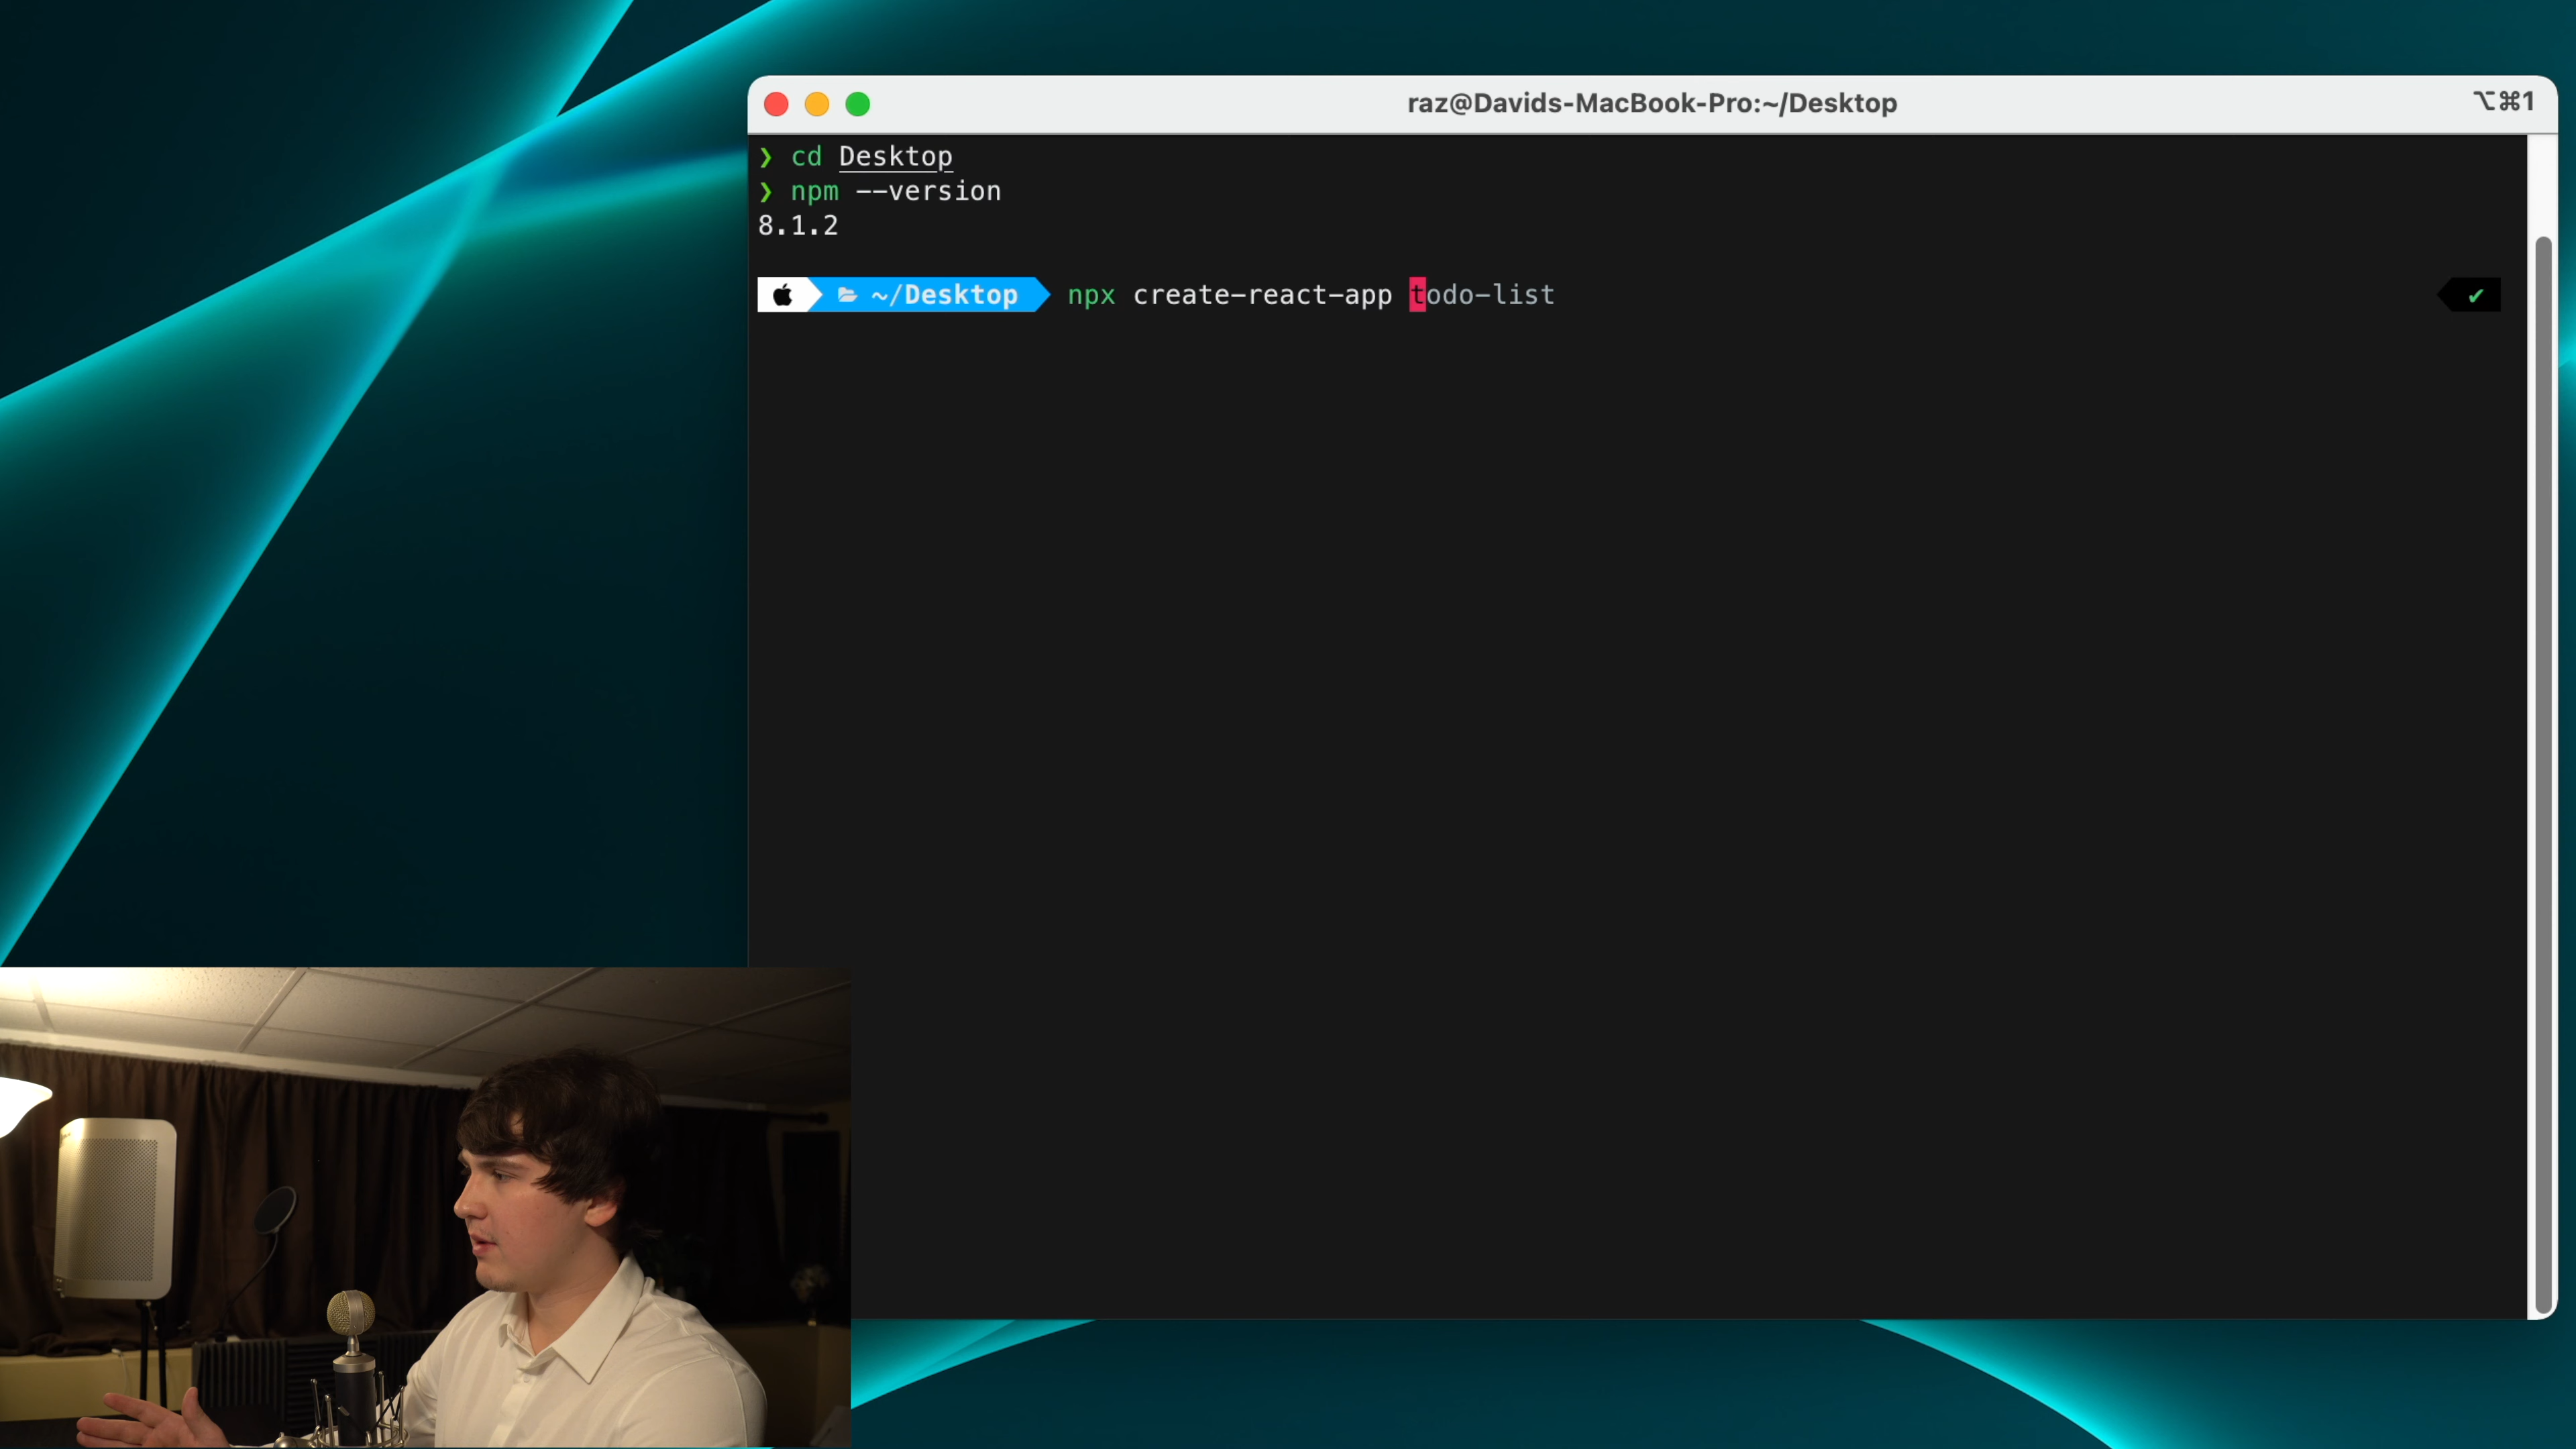 raz@Davids-MacBook-Pro:~/Desktop
⌥⌘1
❯ cd Desktop
❯ npm --version
8.1.2
~/Desktop npx create-react-app todo-list ✔